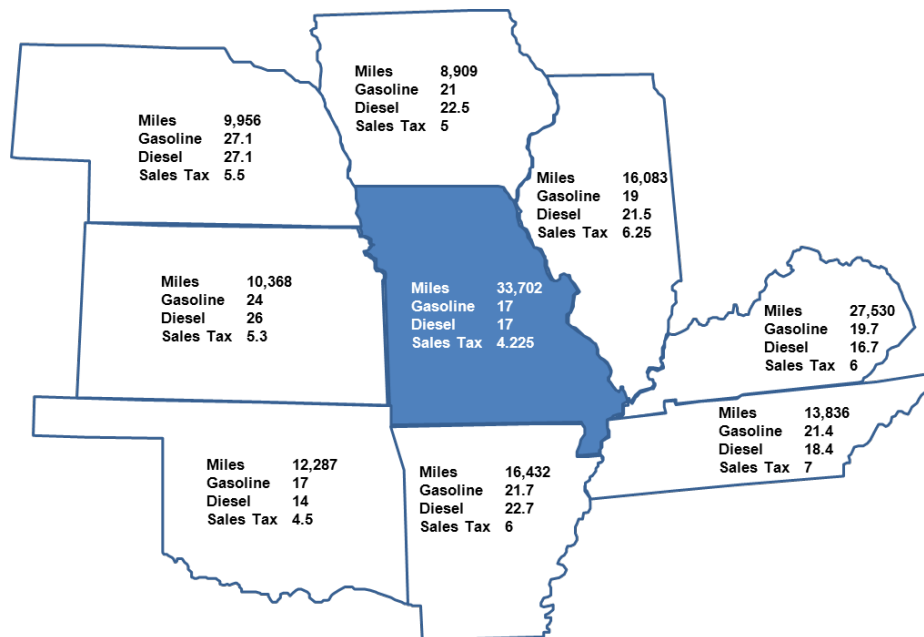 Miles 8,909
Gasoline 21
Diesel 22.5
Sales Tax 5
Miles 9,956
Gasoline 27.1
Diesel 27.1
Sales Tax 5.5
Miles 16,083
Gasoline 19
Diesel 21.5
Sales Tax 6.25
Miles 10,368
Gasoline 24
Diesel 26
Sales Tax 5.3
Miles 33,702
Gasoline 17
Diesel 17
Sales Tax 4.225
Miles 27,530
Gasoline 19.7
Diesel 16.7
Sales Tax 6
Miles 13,836
Gasoline 21.4
Diesel 18.4
Sales Tax 7
Miles 12,287
Gasoline 17
Diesel 14
Sales Tax 4.5
Miles 16,432
Gasoline 21.7
Diesel 22.7
Sales Tax 6